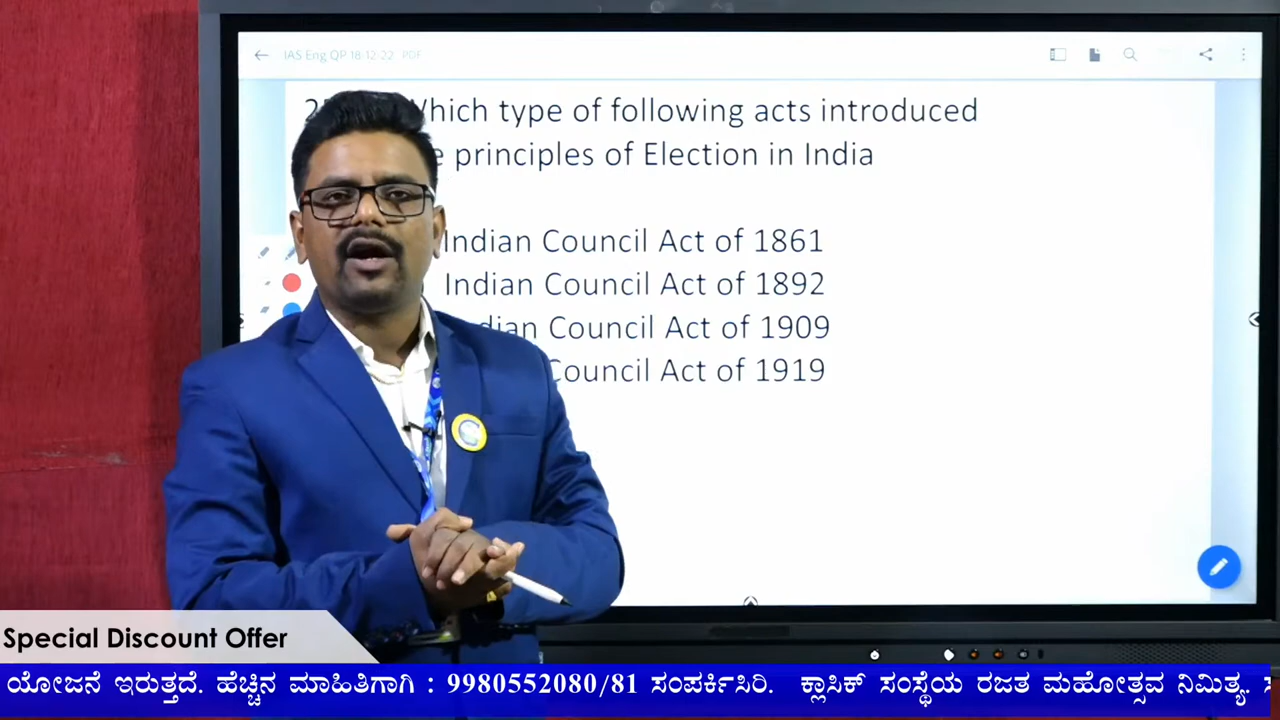 IAS Eng QP 18-12-22 PDF
Which type of following acts introduced
principles of Election in India
Indian Council Act of 1861
Indian Council Act of 1892
Indian Council Act of 1909
Council Act of 1919
Special Discount Offer
ಯೋಜನೆ ಇರುತ್ತದೆ. ಹೆಚ್ಚಿನ ಮಾಹಿತಿಗಾಗಿ : 9980552080/81 ಸಂಪರ್ಕಿಸಿರಿ. ಕ್ಲಾಸಿಕ್ ಸಂಸ್ಥೆಯ ರಜತ ಮಹೋತ್ಸವ ನಿಮಿತ್ಯ.